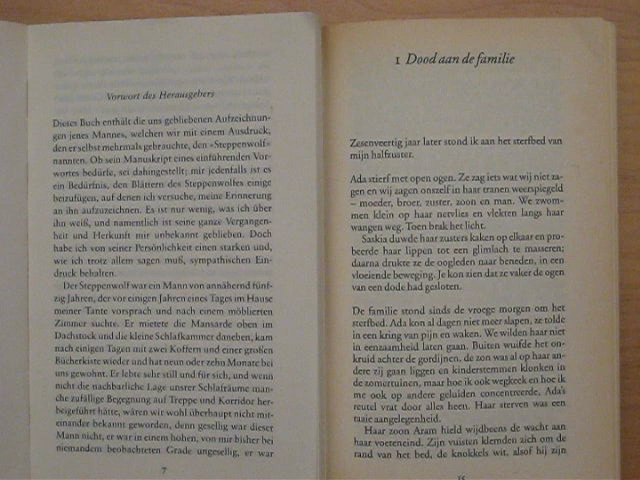 Vorwort des Herausgebers
Dieses Buch enthält die uns gebliebenen Aufzeichnun-
gen jenes Mannes, welchen wir mit einem Ausdruck,
den er selbst mehrmals gebrauchte, den »Steppenwolf«
nannten. Ob sein Manuskript eines einführenden Vor-
wortes bedürfe, sei dahingestellt; mir jedenfalls ist es
ein Bedürfnis, den Blättern des Steppenwolfes einige
beizufügen, auf denen ich versuche, meine Erinnerung
an ihn aufzuzeichnen. Es ist nur wenig, was ich über
ihn weiß, und namentlich ist seine ganze Vergangen-
heit und Herkunft mir unbekannt geblieben. Doch
habe ich von seiner Persönlichkeit einen starken und,
wie ich trotz allem sagen muß, sympathischen Ein-
druck behalten.
Der Steppenwolf war ein Mann von annähernd fünf-
zig Jahren, der vor einigen Jahren eines Tages im Hause
meiner Tante vorsprach und nach einem möblierten
Zimmer suchte. Er mietete die Mansarde oben im
Dachstock und die kleine Schlafkammer daneben, kam
nach einigen Tagen mit zwei Koffern und einer großen
Bücherkiste wieder und hat neun oder zehn Monate bei
uns gewohnt. Er lebte sehr still und für sich, und wenn
nicht die nachbarliche Lage unsrer Schlafräume man-
che zufällige Begegnung auf Treppe und Korridor her-
beigeführt hätte, wären wir wohl überhaupt nicht mit-
einander bekannt geworden, denn gesellig war dieser
Mann nicht, er war in einem hohen, von mir bisher bei
niemandem beobachteten Grade ungesellig, er war
7
1 Dood aan de familie
Zesenveertig jaar later stond ik aan het sterfbed van
mijn halfzuster.
Ada stierf met open ogen. Ze zag iets wat wij niet za-
gen en wij zagen onszelf in haar tranen weerspiegeld
– moeder, broer, zuster, zoon en man. We zwom-
men klein op haar netvlies en vlekten langs haar
wangen weg. Toen brak het licht.
Saskia duwde haar zusters kaken op elkaar en pro-
beerde haar lippen tot een glimlach te masseren;
daarna drukte ze de oogleden naar beneden, in een
vloeiende beweging. Je kon zien dat ze vaker de ogen
van een dode had gesloten.
De familie stond sinds de vroege morgen om het
sterfbed. Ada kon al dagen niet meer slapen, ze tolde
in een kring van pijn en waken. We wilden haar niet
in eenzaamheid laten gaan. Buiten wuifde het on-
kruid achter de gordijnen, de zon was al op haar an-
dere zij gaan liggen en kinderstemmen klonken in
de zomertuinen, maar hoe ik ook wegkeek en hoe ik
me ook op andere geluiden concentreerde, Ada's
reutel vrat door alles heen. Haar sterven was een
taaie aangelegenheid.
Haar zoon Aram hield wijdbeens de wacht aan
haar voeteneind. Zijn vuisten klemden zich om de
rand van het bed, de knokkels wit, alsof hij zijn
15